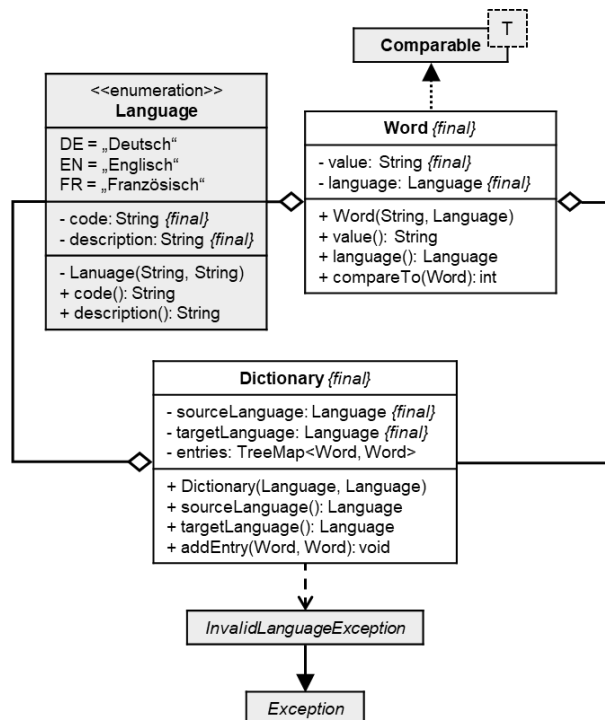 T
Comparable
<<enumeration>>
Language
DE = „Deutsch“
EN = „Englisch“
FR = „Französisch“
- code: String {final}
- description: String {final}
- Lanuage(String, String)
+ code(): String
+ description(): String
Word {final}
- value: String {final}
- language: Language {final}
+ Word(String, Language)
+ value(): String
+ language(): Language
+ compareTo(Word): int
Dictionary {final}
- sourceLanguage: Language {final}
- targetLanguage: Language {final}
- entries: TreeMap<Word, Word>
+ Dictionary(Language, Language)
+ sourceLanguage(): Language
+ targetLanguage(): Language
+ addEntry(Word, Word): void
InvalidLanguageException
Exception